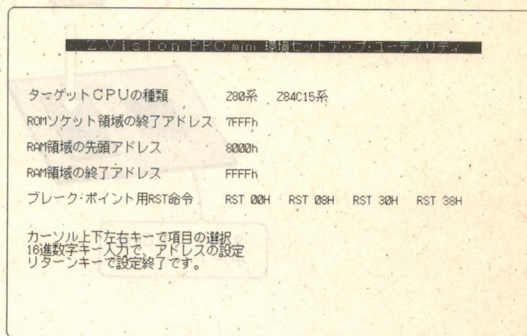 Z-Vision PRO mini 環境セットアップ・ユーティリティ
ターゲットCPUの種類 Z80系 Z84C15系
ROMソケット領域の終了アドレス 7FFFh
RAM領域の先頭アドレス 8000h
RAM領域の終了アドレス FFFFh
ブレーク・ポイント用RST命令 RST 00H RST 08H RST 30H RST 38H
カーソル上下左右キーで項目の選択
16進数字キー入力で、アドレスの設定
リターンキーで設定終了です。